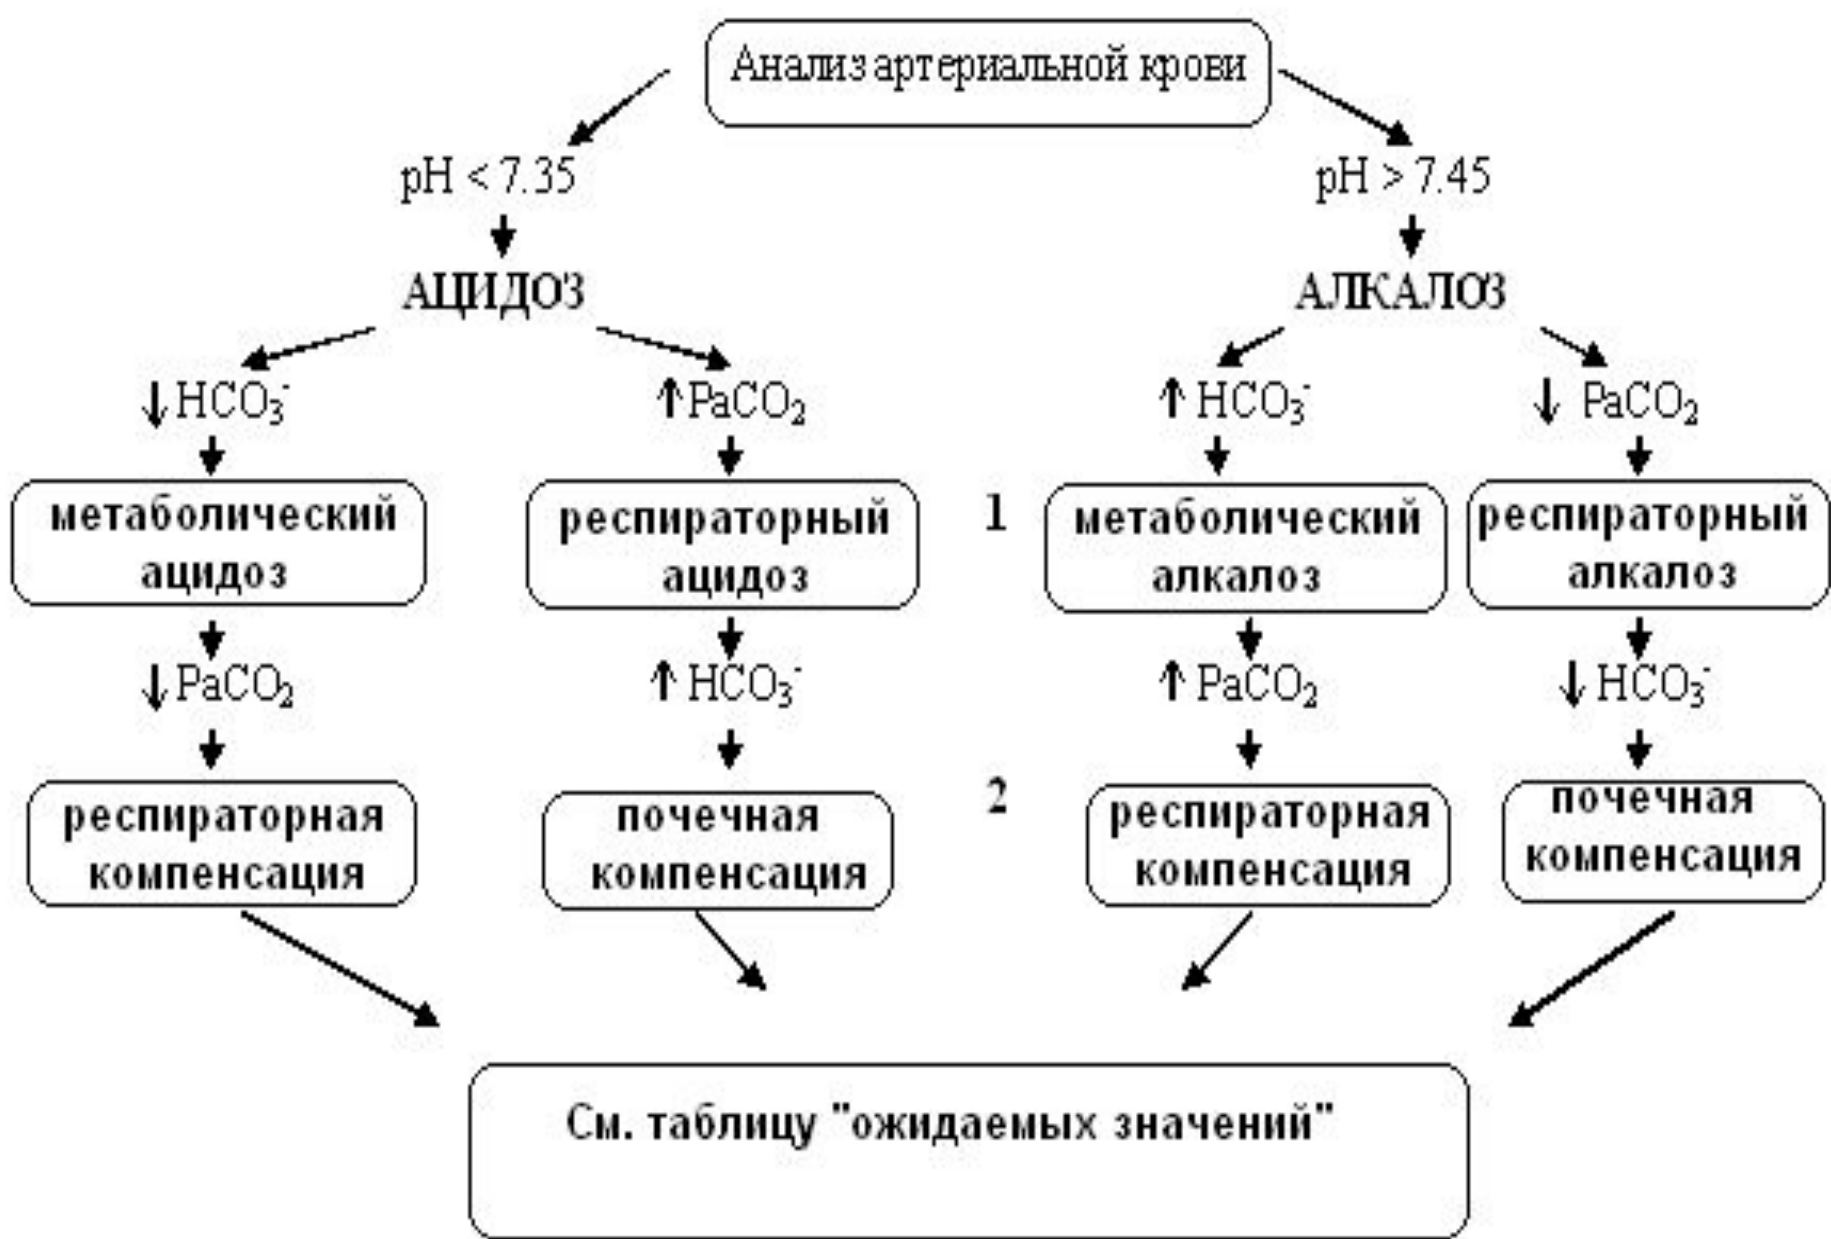 Анализ артериальной крови
pH < 7.35
pH > 7.45
АЦИДОЗ
АЛКАЛОЗ
↓ HCO₃⁻
↑ PaCO₂
↑ HCO₃⁻
↓ PaCO₂
метаболический
ацидоз
респираторный
ацидоз
1
метаболический
алкалоз
респираторный
алкалоз
↓ PaCO₂
↑ HCO₃⁻
↑ PaCO₂
↓ HCO₃⁻
респираторная
компенсация
почечная
компенсация
2
респираторная
компенсация
почечная
компенсация
См. таблицу "ожидаемых значений"